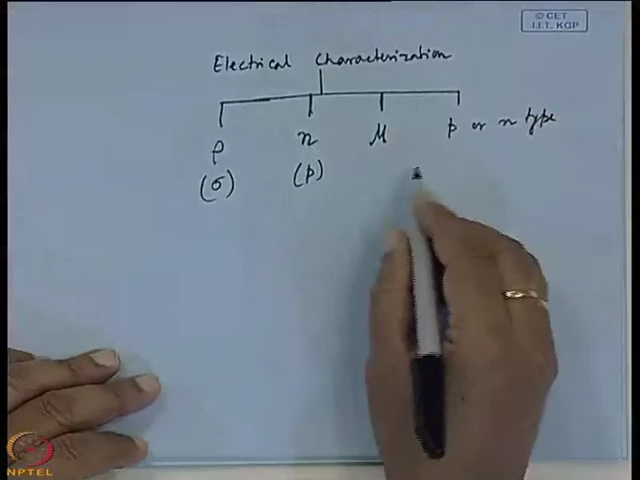 © CET
I.I.T. KGP
Electrical Characterization
ρ n μ p or n type
(σ) (p)
NPTEL